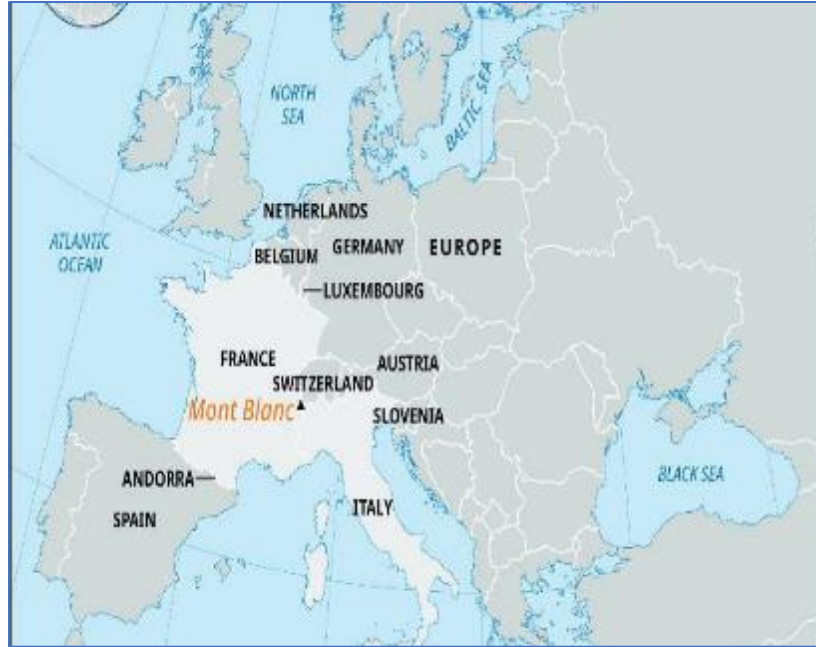 NORTH
SEA
BALTIC SEA
NETHERLANDS
ATLANTIC
OCEAN
BELGIUM
GERMANY
EUROPE
LUXEMBOURG
FRANCE
AUSTRIA
SWITZERLAND
Mont Blanc
SLOVENIA
BLACK SEA
ANDORRA
ITALY
SPAIN